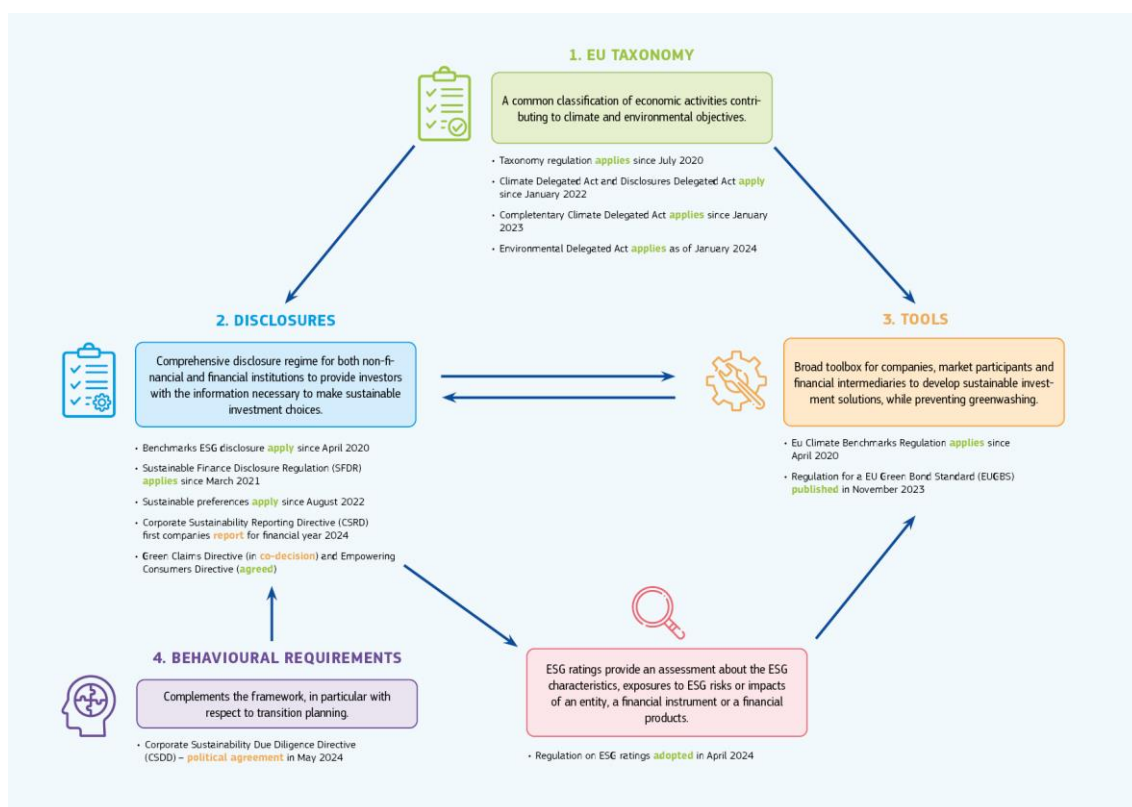 1. EU TAXONOMY
A common classification of economic activities contri-
buting to climate and environmental objectives.
• Taxonomy regulation applies since July 2020
• Climate Delegated Act and Disclosures Delegated Act apply
since January 2022
• Completentary Climate Delegated Act applies since January
2023
• Environmental Delegated Act applies as of January 2024
2. DISCLOSURES
Comprehensive disclosure regime for both non-fi-
nancial and financial institutions to provide investors
with the information necessary to make sustainable
investment choices.
• Benchmarks ESG disclosure apply since April 2020
• Sustainable Finance Disclosure Regulation (SFDR)
applies since March 2021
• Sustainable preferences apply since August 2022
• Corporate Sustainability Reporting Directive (CSRD)
first companies report for financial year 2024
• Green Claims Directive (in co-decision) and Empowering
Consumers Directive (agreed)
3. TOOLS
Broad toolbox for companies, market participants and
financial intermediaries to develop sustainable invest-
ment solutions, while preventing greenwashing.
• Eu Climate Benchmarks Regulation applies since
April 2020
• Regulation for a EU Green Bond Standard (EUGBS)
published in November 2023
4. BEHAVIOURAL REQUIREMENTS
Complements the framework, in particular with
respect to transition planning.
• Corporate Sustainability Due Diligence Directive
(CSDD) – political agreement in May 2024
ESG ratings provide an assessment about the ESG
characteristics, exposures to ESG risks or impacts
of an entity, a financial instrument or a financial
products.
• Regulation on ESG ratings adopted in April 2024